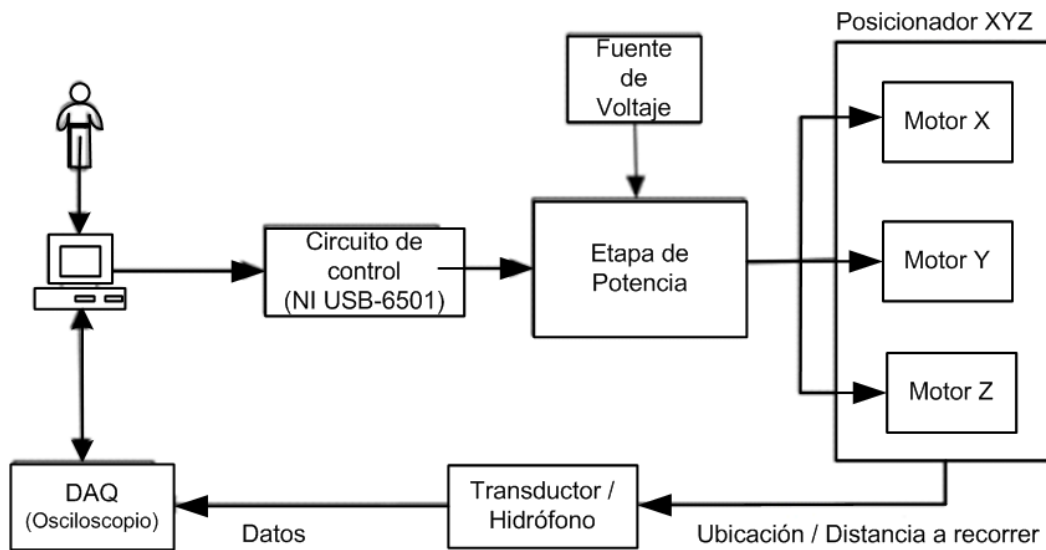 Posicionador XYZ
Fuente
de
Voltaje
Motor X
Circuito de
control
(NI USB-6501)
Etapa de
Potencia
Motor Y
Motor Z
DAQ
(Osciloscopio)
Datos
Transductor /
Hidrófono
Ubicación / Distancia a recorrer